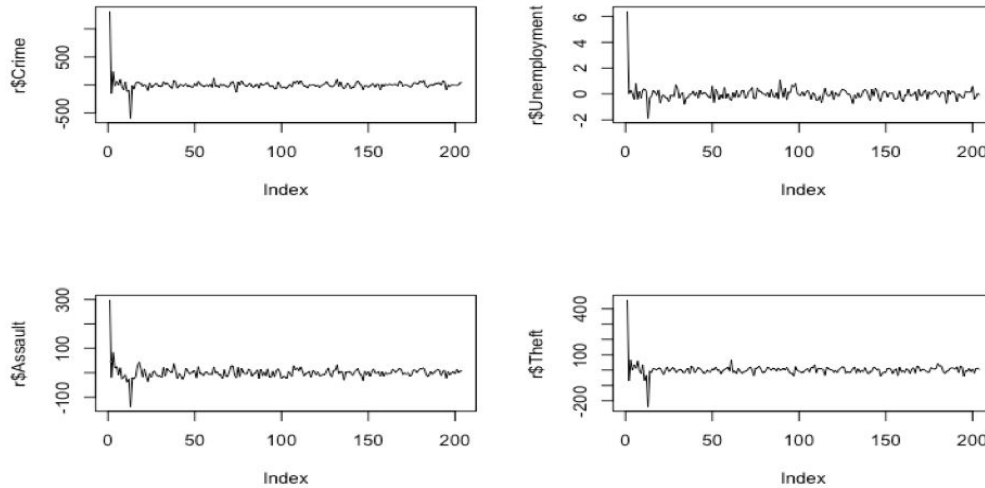 r$Crime
500
-500
0 50 100 150 200
Index
r$Unemployment
6
4
2
0
-2
0 50 100 150 200
Index
r$Assault
300
100
-100
0 50 100 150 200
Index
r$Theft
400
100
-200
0 50 100 150 200
Index